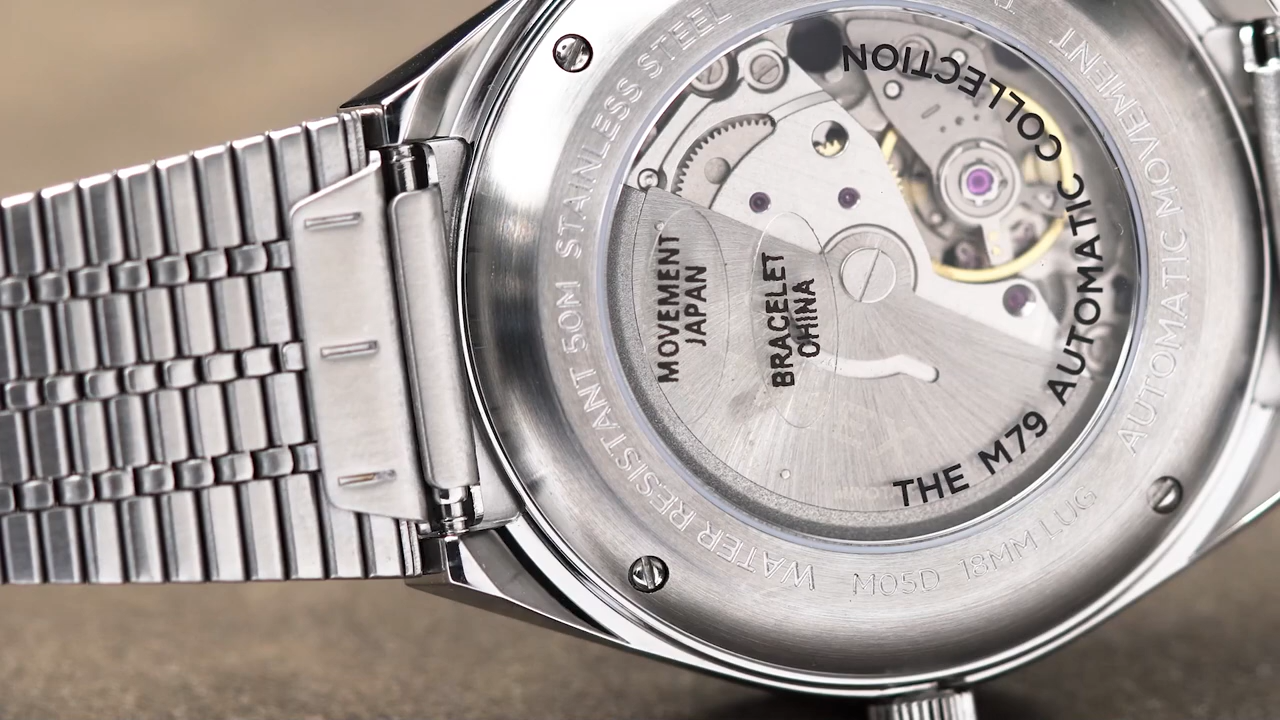 THE M79 AUTOMATIC COLLECTION
MOVEMENT
JAPAN
BRACELET
CHINA
WATER RESISTANT 50M STAINLESS STEEL
AUTOMATIC MOVEMENT
M05D 18MM LUG